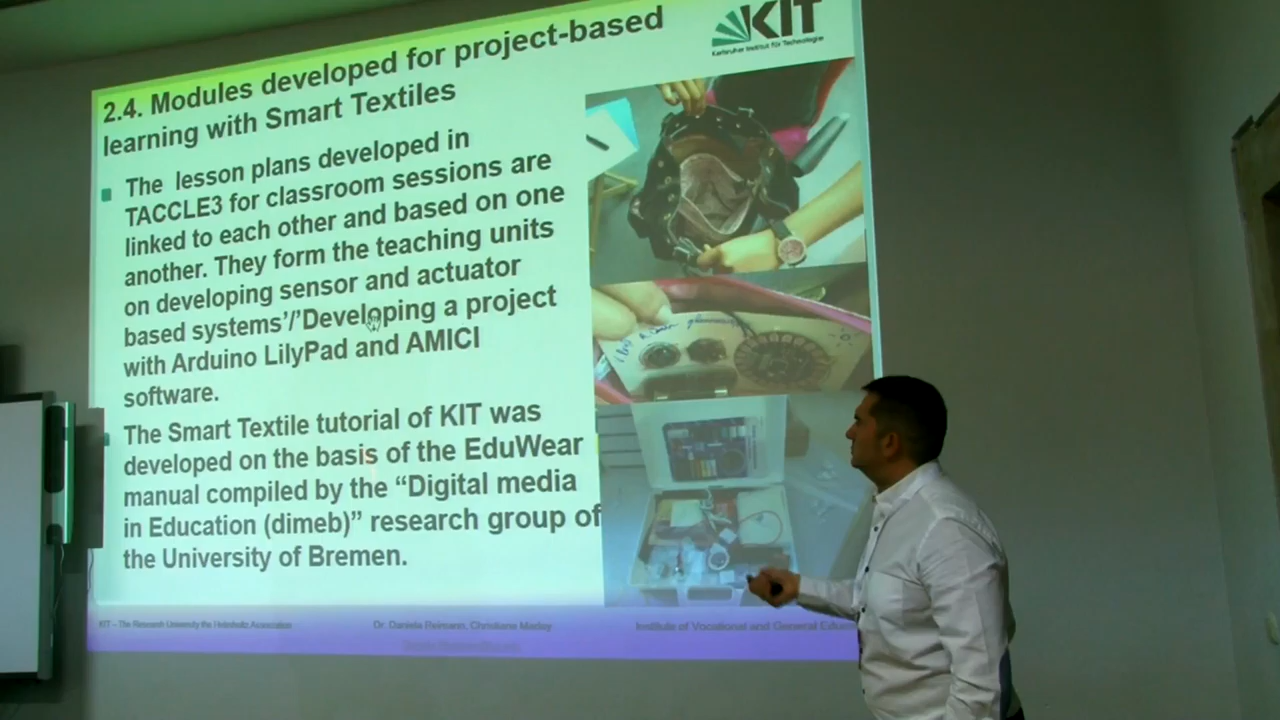 2.4. Modules developed for project-based
learning with Smart Textiles
KIT
Karlsruher Institut für Technologie
The lesson plans developed in
TACCLE3 for classroom sessions are
linked to each other and based on one
another. They form the teaching units
on developing sensor and actuator
based systems’/’Developing a project
with Arduino LilyPad and AMICI
software.
The Smart Textile tutorial of KIT was
developed on the basis of the EduWear
manual compiled by the “Digital media
in Education (dimeb)” research group of
the University of Bremen.
KIT – The Research University the Helmholtz Association
Dr. Daniela Reimann, Christiane Maday
Institute of Vocational and General